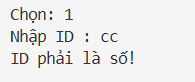 Chọn: 1
Nhập ID : cc
ID phải là số!